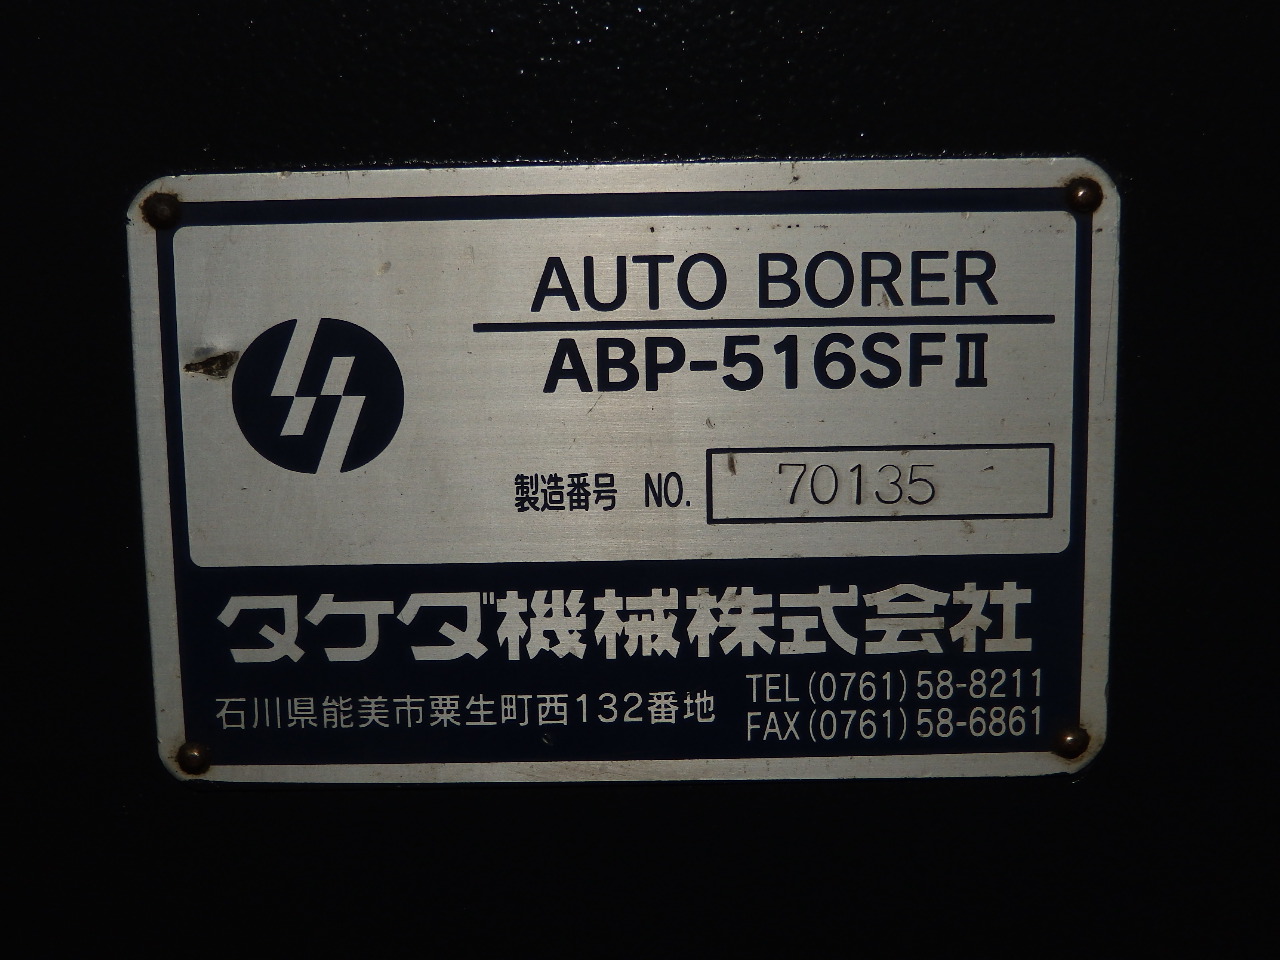 AUTO BORER
ABP-516SFⅡ
製造番号 NO. 70135
タケダ機械株式会社
石川県能美市粟生町西132番地
TEL(0761)58-8211
FAX(0761)58-6861